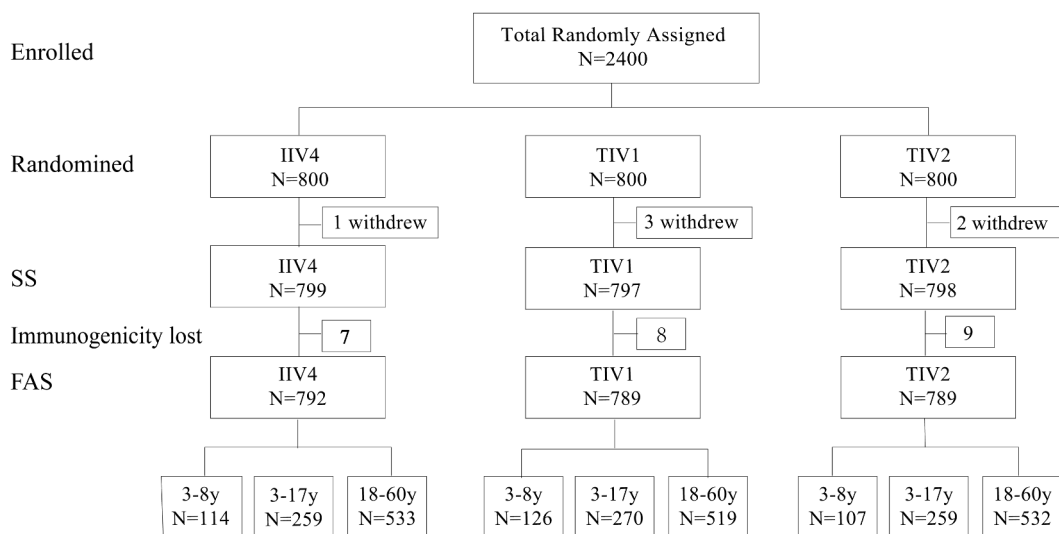 Total Randomly Assigned
Enrolled
N=2400
IIV4
TIV1
TIV2
Randomined
N=800
N=800
N=800
1 withdrew
3 withdrew
2 withdrew
IIV4
TIV1
TIV2
SS
N=799
N=797
N=798
Immunogenicity lost
7
8
9
IIV4
TIV1
TIV2
FAS
N=792
N=789
N=789
3-8y
3-17y
18-60y
3-8y
3-17y
18-60y
3-8y
3-17y
18-60y
N=114
N=259
N=533
N=126
N=270
N=519
N=107
N=259
N=532